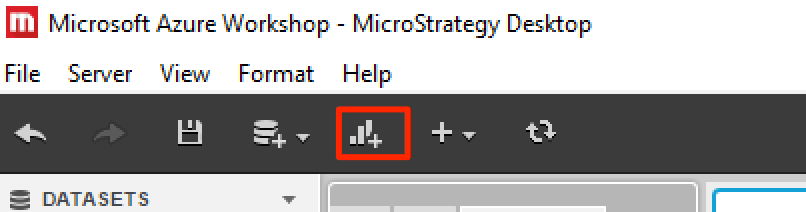 Microsoft Azure Workshop - MicroStrategy Desktop
File Server View Format Help
DATASETS